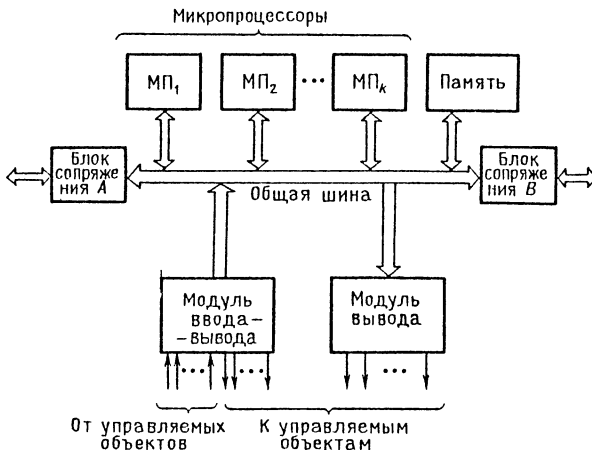 Микропроцессоры
МП1
МП2
...
МПk
Память
Блок
сопряже
ния A
Блок
сопряже
ния B
Общая шина
Модуль
ввода-
-вывода
Модуль
вывода
...
...
...
От управляемых
объектов
К управляемым
объектам